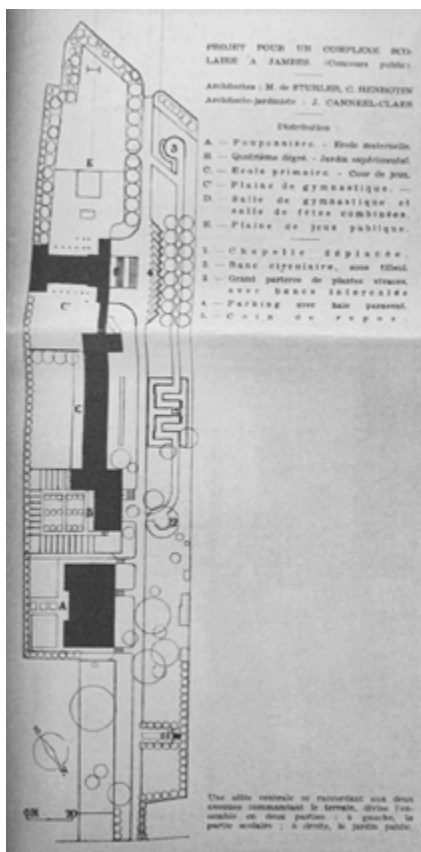 PROJET POUR UN COMPLEXE SCO-
LAIRE A JAMBES. (Concours public).
Architectes : M. de STURLER, C. HENROTIN
Architecte-jardiniste : J. CANNEEL-CLAES
Distribution :
A. — Pouponnière. - Ecole maternelle.
B. — Quatrième degré. - Jardin expérimental.
C. — Ecole primaire. - Cour de jeux.
C' — Plaine de gymnastique. —
D. — Salle de gymnastique et
salle de fêtes combinées.
E. — Plaine de jeux publique.
1. — Chapelle déplacée.
2. — Banc circulaire, sous tilleul.
3. — Grand parterre de plantes vivaces,
avec bancs intercalés
4. — Parking avec haie paravent.
5. — Coin de repos.
E
5
4
C'
C
B
2
A
1
Une allée centrale se raccordant aux deux
avenues commandant le terrain, divise l'en-
semble en deux parties : à gauche, la
partie scolaire ; à droite, le jardin public.